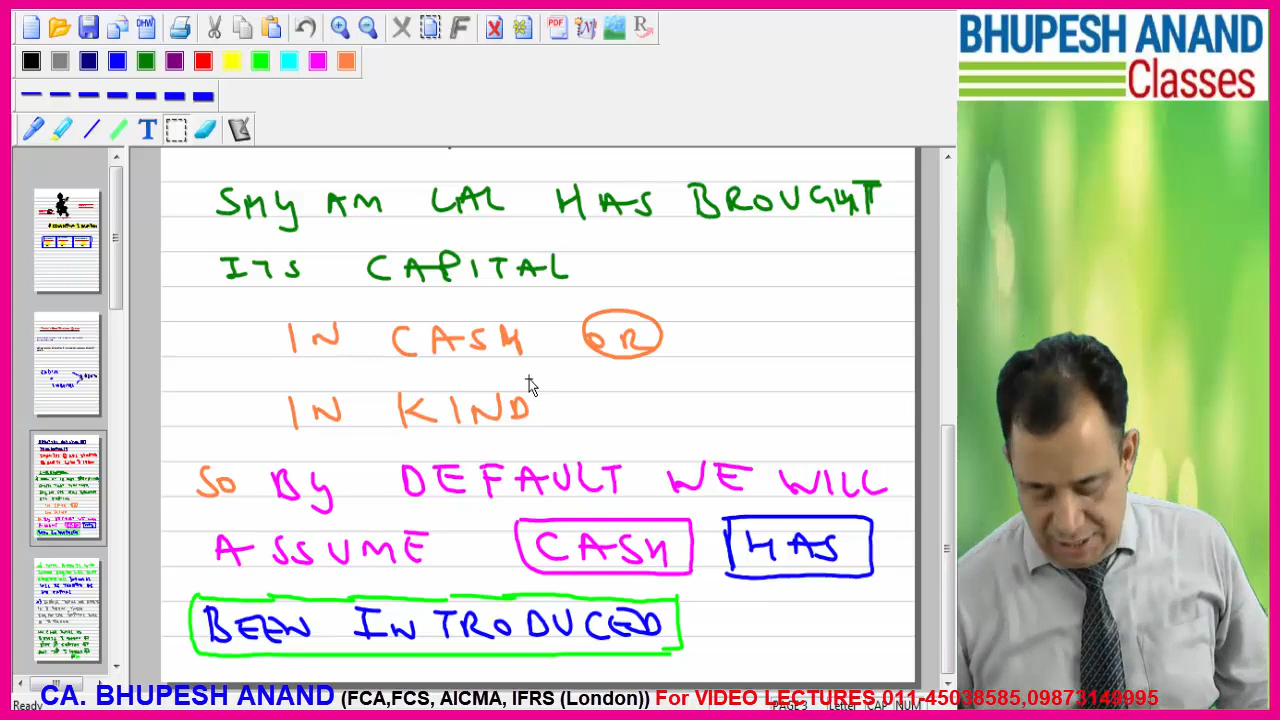 BHUPESH ANAND
Classes
SHYAM LAL HAS BROUGHT
ITS CAPITAL
IN CASH OR
IN KIND
SO By DEFAULT WE WILL
ASSUME CASH HAS
BEEN INTRODUCED
CA. BHUPESH ANAND (FCA,FCS, AICMA, IFRS (London)) For VIDEO LECTURES 011-45038585,09873149995
Ready